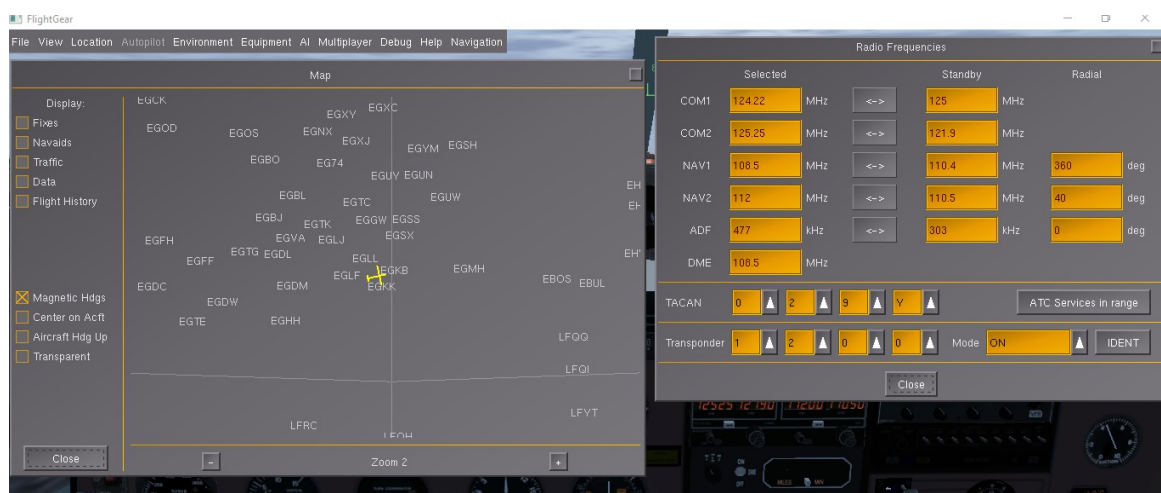 FlightGear
File View Location Autopilot Environment Equipment AI Multiplayer Debug Help Navigation
Map
Display:
Fixes
Navaids
Traffic
Data
Flight History
Magnetic Hdgs
Center on Acft
Aircraft Hdg Up
Transparent
Close
EGCK
EGXY EGXC
EGOD EGOS EGNX
EGXJ EGYM EGSH
EGBO EG74
EGUY EGUN
EH
EGBL EGTC EGUW
EGBJ EGTK EGGW EGSS
EGFH EGVA EGLJ EGSX
EGFF EGTG EGDL EGLL
EGLF EGKB EGMH
EGDC EGDM EGKK EBOS EBUL
EGDW
EGTE EGHH
LFQQ
LFQI
LFYT
LFRC
LFOH
- Zoom 2 +
Radio Frequencies
Selected Standby Radial
COM1 124.22 MHz <-> 125 MHz
COM2 125.25 MHz <-> 121.9 MHz
NAV1 108.5 MHz <-> 110.4 MHz 360 deg
NAV2 112 MHz <-> 110.5 MHz 40 deg
ADF 477 kHz <-> 303 kHz 0 deg
DME 108.5 MHz
TACAN 0 2 9 Y ATC Services in range
Transponder 1 2 0 0 Mode ON IDENT
Close
12525 12190 11200 11050